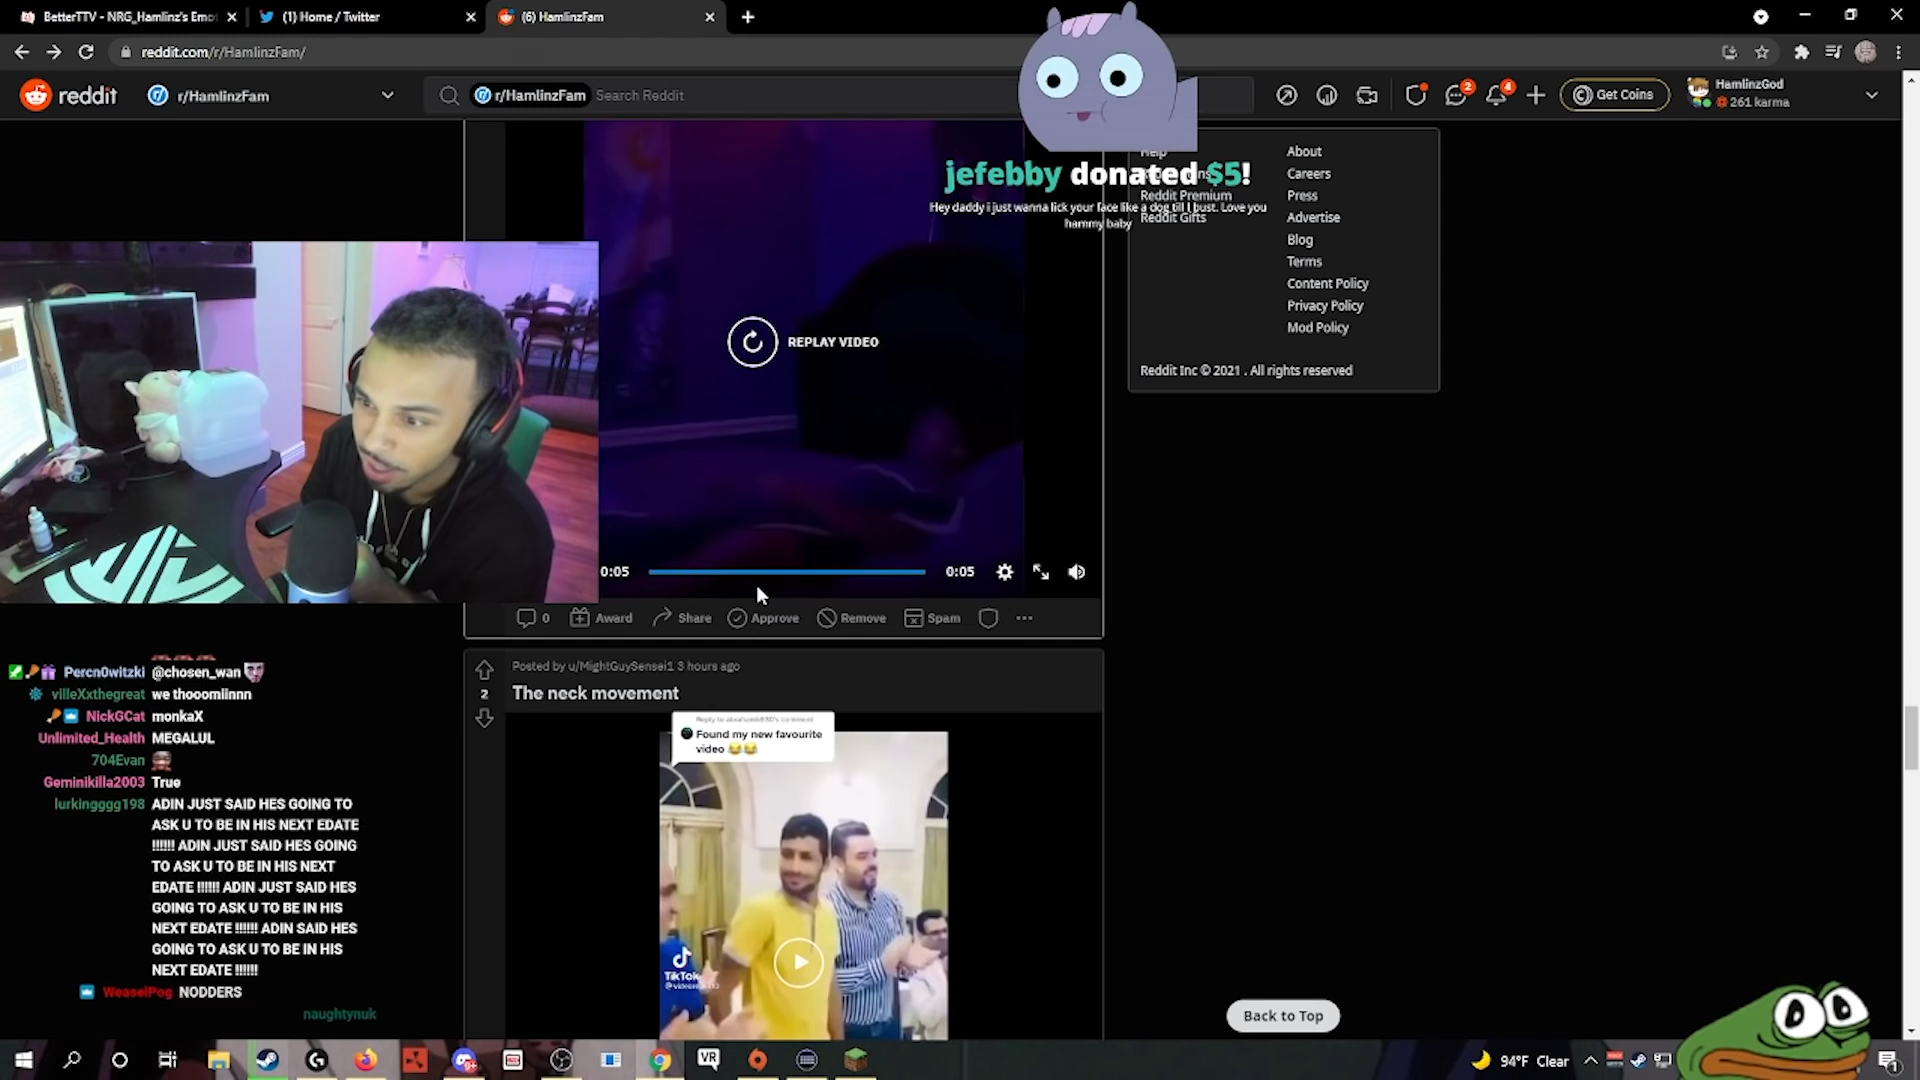 BetterTTV - NRG_Hamlinz's Emot
(1) Home / Twitter
(6) HamlinzFam
reddit.com/r/HamlinzFam/
reddit
r/HamlinzFam
r/HamlinzFam
Search Reddit
2
4
Get Coins
HamlinzGod
261 karma
jefebby donated $5!
Hey daddy i just wanna lick your face like a dog till I bust. Love you
hammy baby
Help
About
Careers
Reddit Premium
Press
Reddit Gifts
Advertise
Blog
Terms
Content Policy
Privacy Policy
Mod Policy
Reddit Inc © 2021 . All rights reserved
REPLAY VIDEO
0:05
0:05
0
Award
Share
Approve
Remove
Spam
Posted by u/MightGuySensei1 3 hours ago
2
The neck movement
Found my new favourite
video 😂😂
TikTok
Percn0witzki @chosen_wan
villeXxthegreat we thooomiinnn
NickGCat monkaX
Unlimited_Health MEGALUL
704Evan
Geminikilla2003 True
lurkingggg198 ADIN JUST SAID HES GOING TO
ASK U TO BE IN HIS NEXT EDATE
!!!!!! ADIN JUST SAID HES GOING
TO ASK U TO BE IN HIS NEXT
EDATE !!!!!! ADIN JUST SAID HES
GOING TO ASK U TO BE IN HIS
NEXT EDATE !!!!!! ADIN SAID HES
GOING TO ASK U TO BE IN HIS
NEXT EDATE !!!!!!
WeaselPog NODDERS
naughtynuk
Back to Top
VR
94°F Clear
1